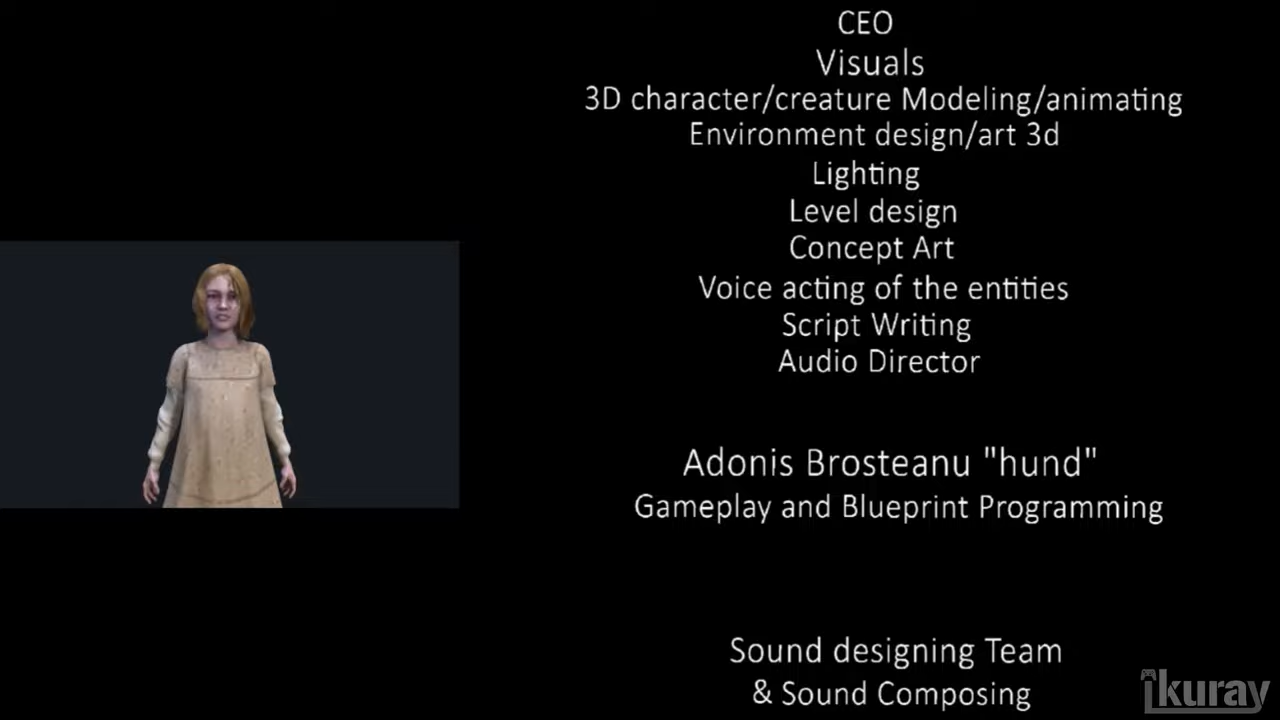 CEO
Visuals
3D character/creature Modeling/animating
Environment design/art 3d
Lighting
Level design
Concept Art
Voice acting of the entities
Script Writing
Audio Director
Adonis Brosteanu "hund"
Gameplay and Blueprint Programming
Sound designing Team
& Sound Composing
ikuray